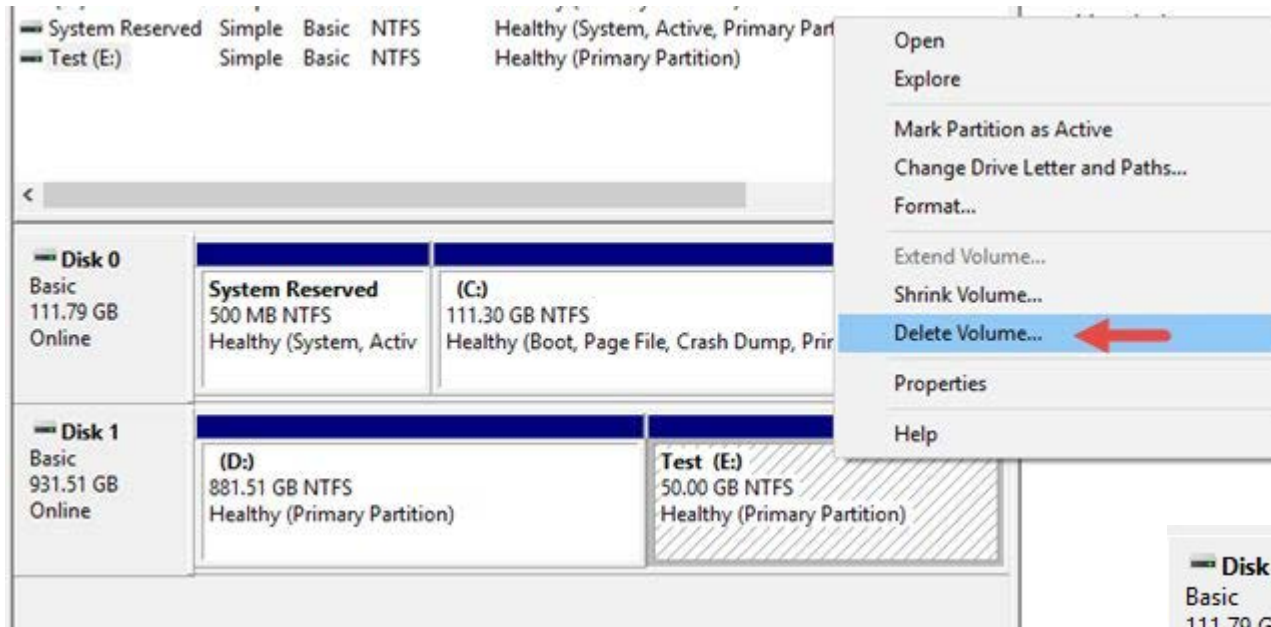 System Reserved Simple Basic NTFS Healthy (System, Active, Primary Part
Test (E:) Simple Basic NTFS Healthy (Primary Partition)
Open
Explore
Mark Partition as Active
Change Drive Letter and Paths...
Format...
Extend Volume...
Shrink Volume...
Delete Volume...
Properties
Help
Disk 0
Basic
111.79 GB
Online
System Reserved
500 MB NTFS
Healthy (System, Activ
(C:)
111.30 GB NTFS
Healthy (Boot, Page File, Crash Dump, Prir
Disk 1
Basic
931.51 GB
Online
(D:)
881.51 GB NTFS
Healthy (Primary Partition)
Test (E:)
50.00 GB NTFS
Healthy (Primary Partition)
Disk
Basic
111.79 G